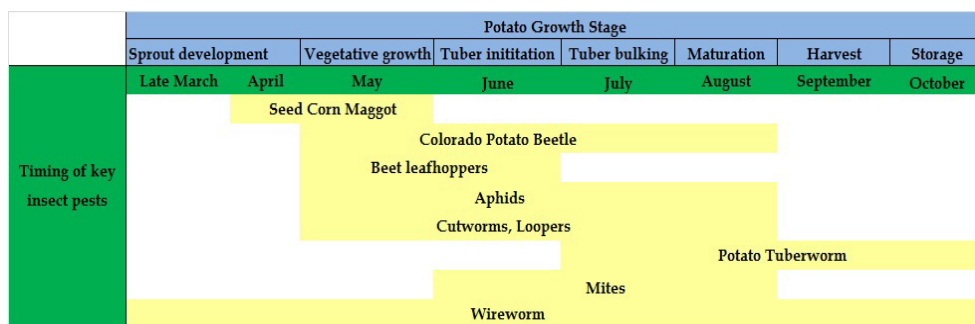 Potato Growth Stage
Sprout development Vegetative growth Tuber inititation Tuber bulking Maturation Harvest Storage
Late March April May June July August September October
Timing of key
insect pests
Seed Corn Maggot
Colorado Potato Beetle
Beet leafhoppers
Aphids
Cutworms, Loopers
Potato Tuberworm
Mites
Wireworm